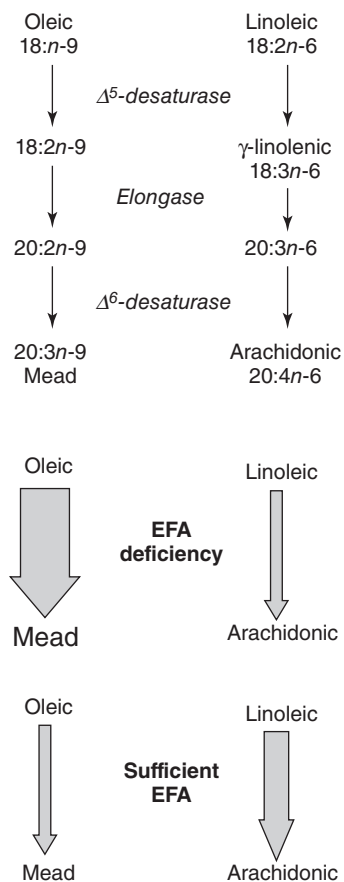 Oleic
18:n-9
Linoleic
18:2n-6
Δ5-desaturase
18:2n-9
γ-linolenic
18:3n-6
Elongase
20:2n-9
20:3n-6
Δ6-desaturase
20:3n-9
Mead
Arachidonic
20:4n-6
Oleic
Linoleic
EFA
deficiency
Mead
Arachidonic
Oleic
Linoleic
Sufficient
EFA
Mead
Arachidonic